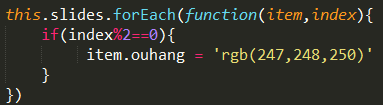 this.slides.forEach(function(item,index){
if(index%2==0){
item.ouhang = 'rgb(247,248,250)'
}
})